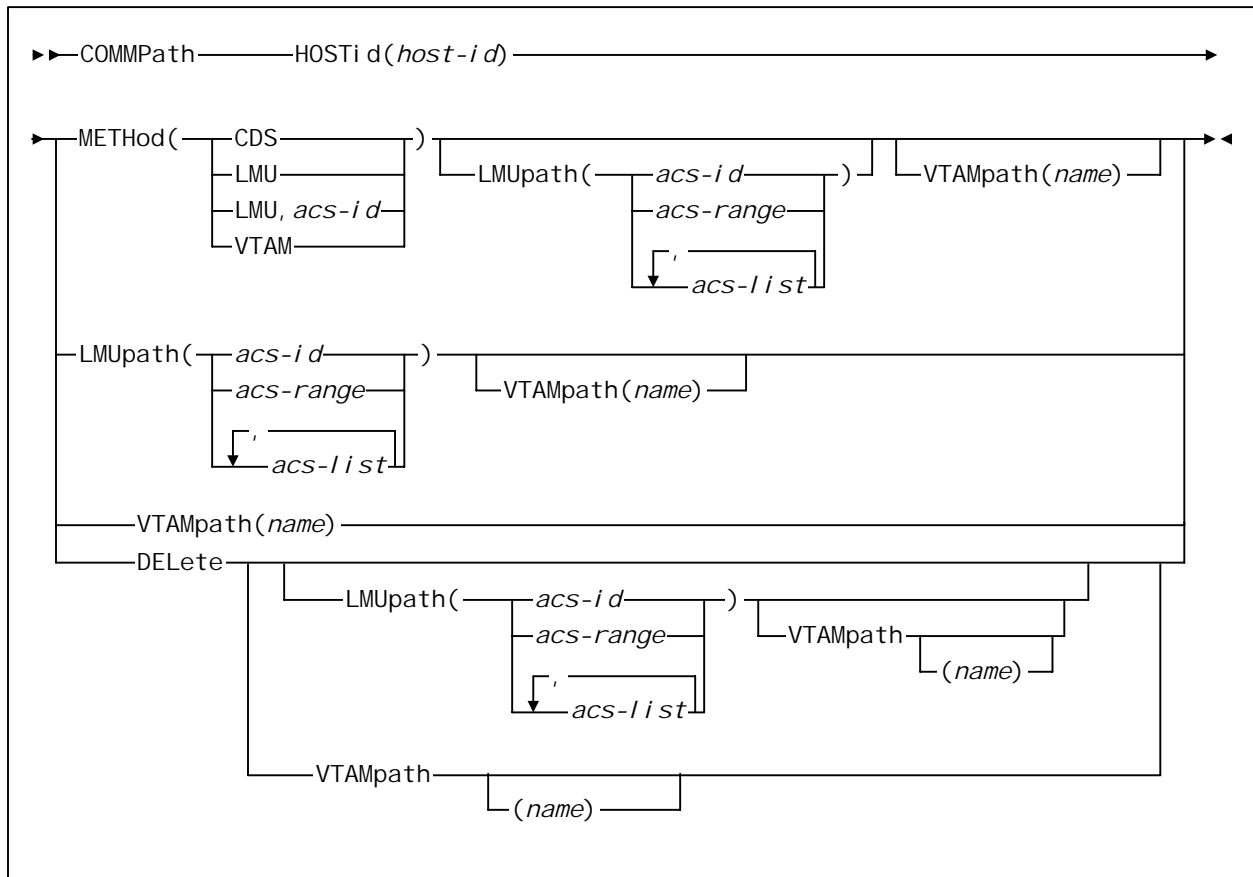 COMMPath HOSTid(host-id)
METHod( CDS ) LMUpath( acs-id ) VTAMpath(name)
LMU acs-range
LMU,acs-id ,
VTAM acs-list
LMUpath( acs-id ) VTAMpath(name)
acs-range
,
acs-list
VTAMpath(name)
DELete
LMUpath( acs-id ) VTAMpath
acs-range (name)
,
acs-list
VTAMpath
(name)